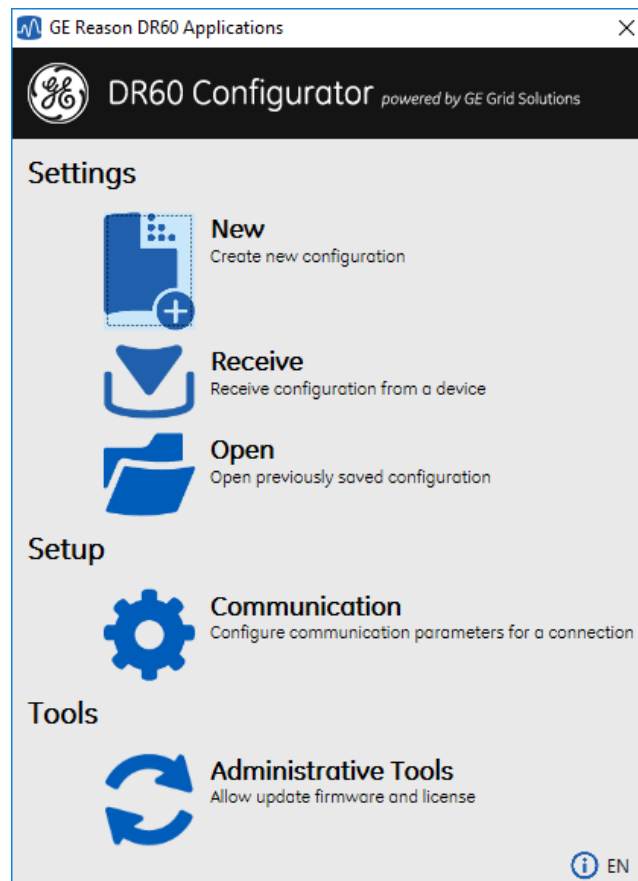 GE Reason DR60 Applications
DR60 Configurator powered by GE Grid Solutions
Settings
New
Create new configuration
Receive
Receive configuration from a device
Open
Open previously saved configuration
Setup
Communication
Configure communication parameters for a connection
Tools
Administrative Tools
Allow update firmware and license
EN